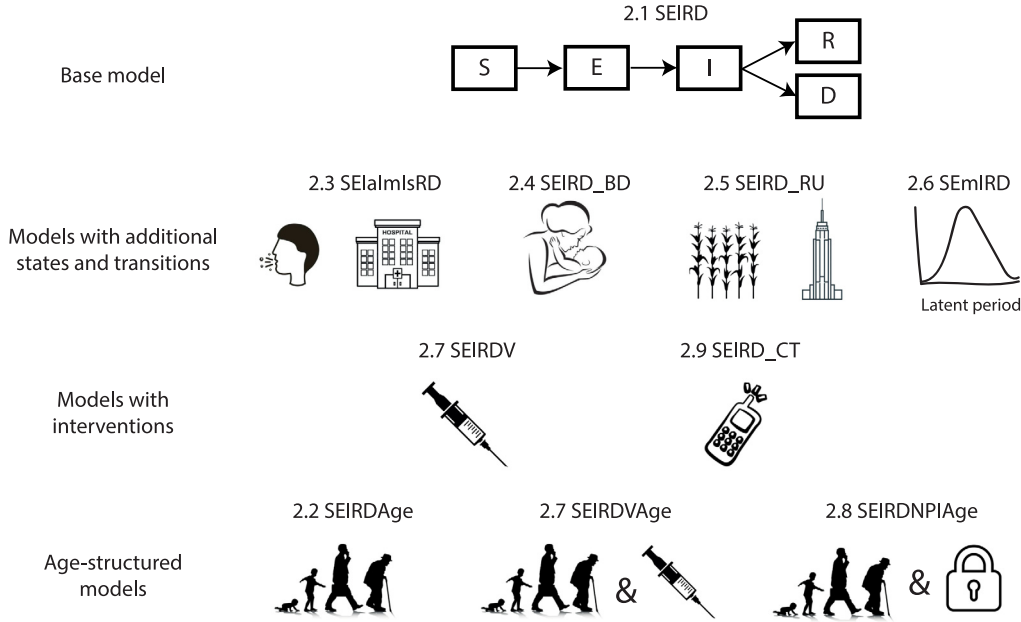 2.1 SEIRD
Base model
S
E
I
R
D
2.3 SEIaImIsRD
2.4 SEIRD_BD
2.5 SEIRD_RU
2.6 SEmIRD
Models with additional
states and transitions
HOSPITAL
Latent period
2.7 SEIRDV
2.9 SEIRD_CT
Models with
interventions
2.2 SEIRDAge
2.7 SEIRDVAge
2.8 SEIRDNPIAge
Age-structured
models
&
&